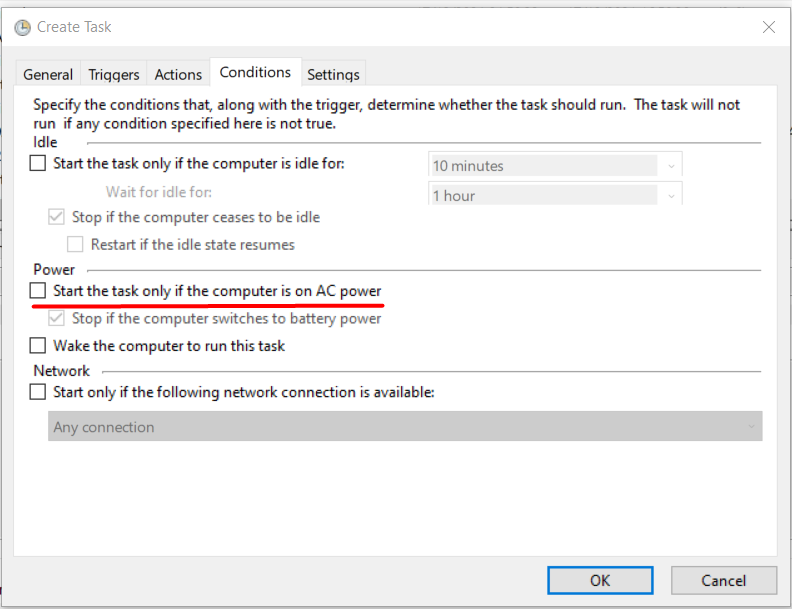 Create Task
General Triggers Actions Conditions Settings
Specify the conditions that, along with the trigger, determine whether the task should run. The task will not
run if any condition specified here is not true.
Idle
Start the task only if the computer is idle for: 10 minutes
Wait for idle for: 1 hour
Stop if the computer ceases to be idle
Restart if the idle state resumes
Power
Start the task only if the computer is on AC power
Stop if the computer switches to battery power
Wake the computer to run this task
Network
Start only if the following network connection is available:
Any connection
OK Cancel